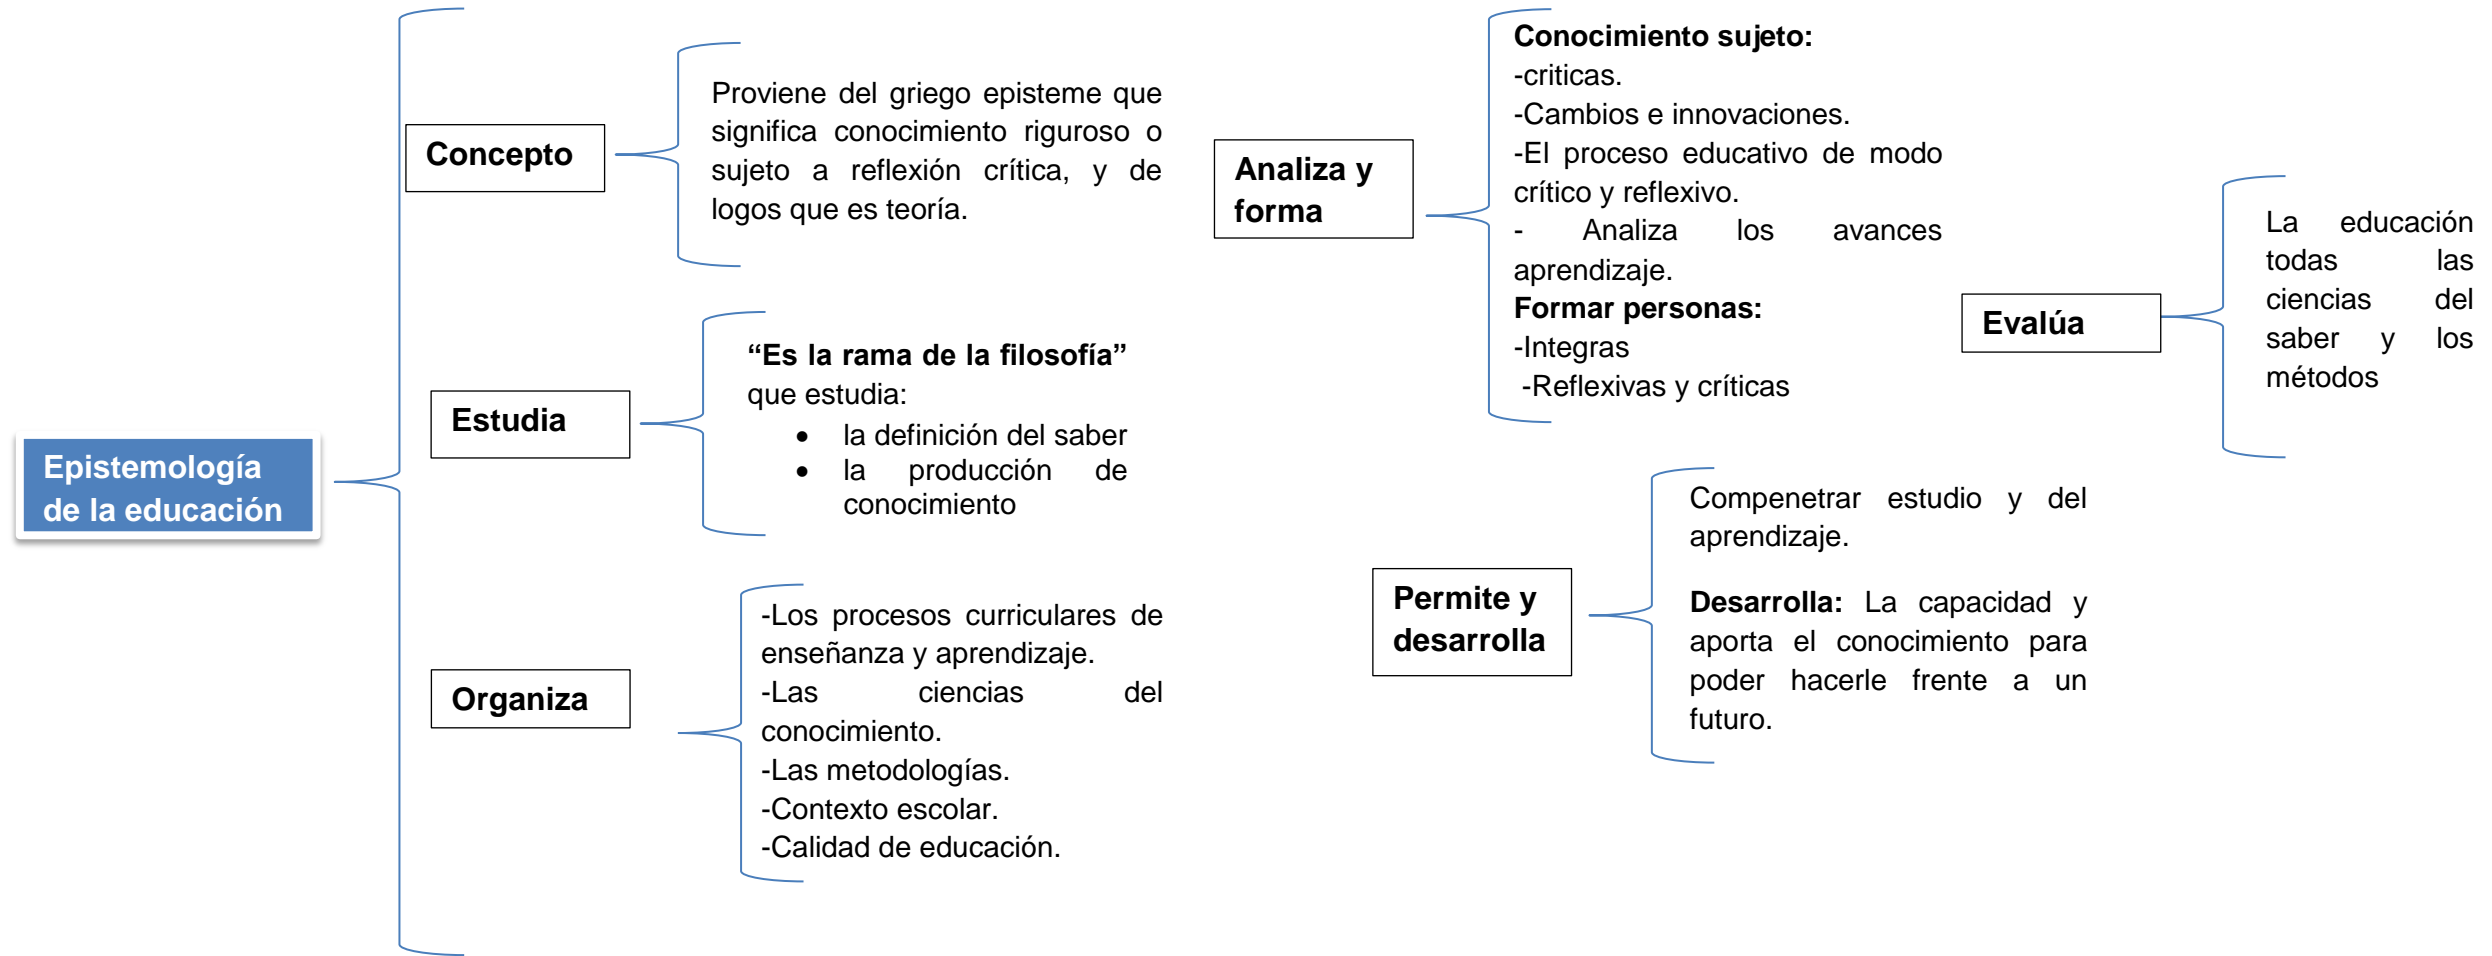 Epistemología
de la educación
Concepto
Proviene del griego episteme que
significa conocimiento riguroso o
sujeto a reflexión crítica, y de
logos que es teoría.
Estudia
“Es la rama de la filosofía”
que estudia:
• la definición del saber
• la producción de
conocimiento
Organiza
-Los procesos curriculares de
enseñanza y aprendizaje.
-Las ciencias del
conocimiento.
-Las metodologías.
-Contexto escolar.
-Calidad de educación.
Analiza y
forma
Conocimiento sujeto:
-criticas.
-Cambios e innovaciones.
-El proceso educativo de modo
crítico y reflexivo.
- Analiza los avances
aprendizaje.
Formar personas:
-Integras
-Reflexivas y críticas
Permite y
desarrolla
Compenetrar estudio y del
aprendizaje.
Desarrolla: La capacidad y
aporta el conocimiento para
poder hacerle frente a un
futuro.
Evalúa
La educación
todas las
ciencias del
saber y los
métodos